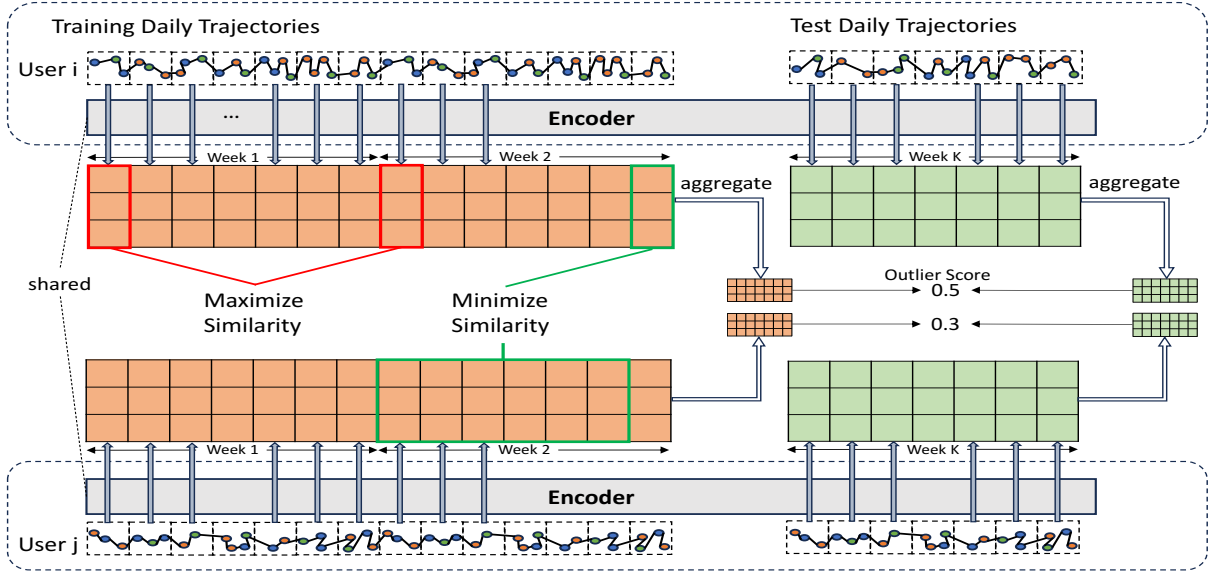 Training Daily Trajectories
Test Daily Trajectories
User i
...
Encoder
Week 1
Week 2
Week K
aggregate
aggregate
shared
Maximize
Similarity
Minimize
Similarity
Outlier Score
0.5
0.3
Week 1
Week 2
Week K
Encoder
User j